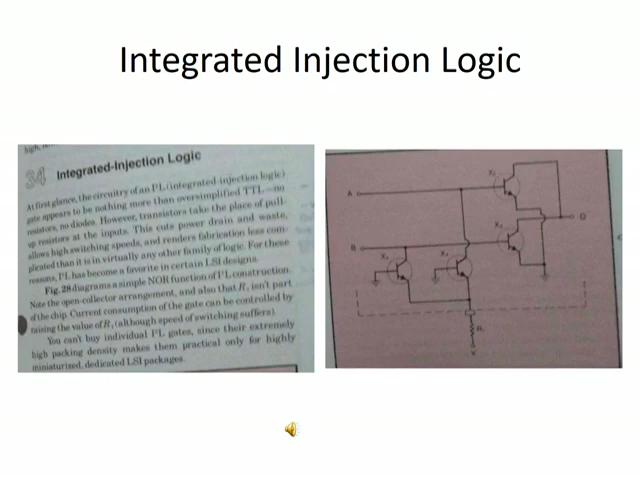 Integrated Injection Logic
34 Integrated-Injection Logic
At first glance, the circuitry of an I²L (integrated-injection logic)
gate appears to be nothing more than oversimplified TTL—no
resistors, no diodes. However, transistors take the place of pull-
up resistors at the inputs. This cuts power drain and waste,
allows high switching speeds, and renders fabrication less com-
plicated than it is in virtually any other family of logic. For these
reasons, I²L has become a favorite in certain LSI designs.
Fig. 28 diagrams a simple NOR function of I²L construction.
Note the open-collector arrangement, and also that R₁ isn't part
of the chip. Current consumption of the gate can be controlled by
raising the value of R₁ (although speed of switching suffers).
You can't buy individual I²L gates, since their extremely
high packing density makes them practical only for highly
miniaturized, dedicated LSI packages.
A
B
Q